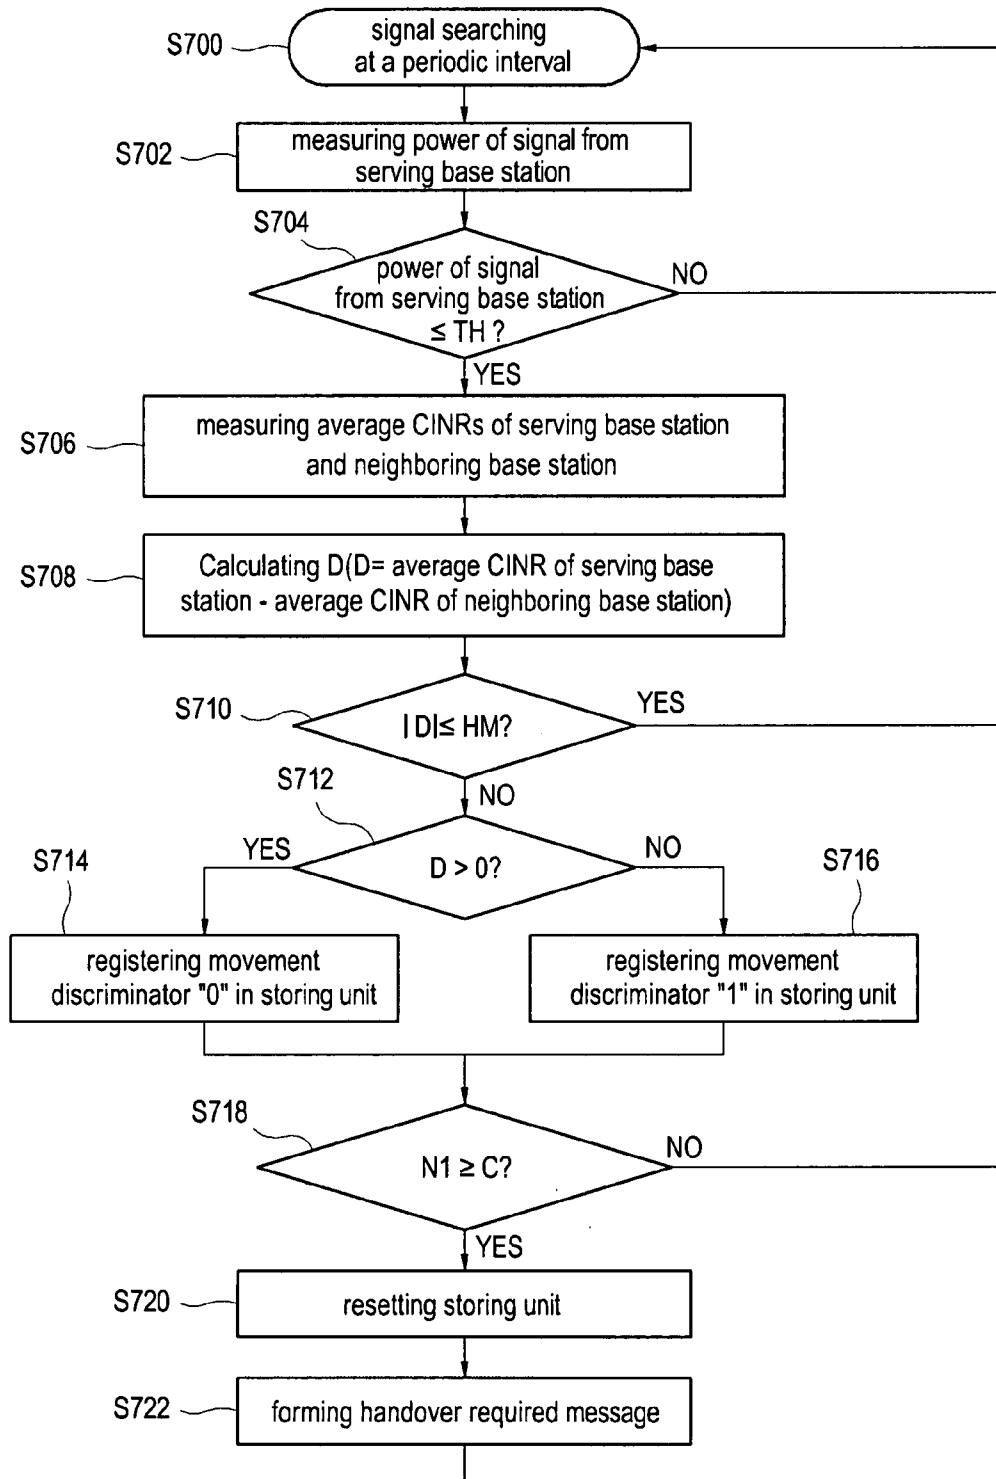 S700
signal searching
at a periodic interval
S702
measuring power of signal from
serving base station
S704
power of signal
from serving base station
≤ TH ?
NO
YES
S706
measuring average CINRs of serving base station
and neighboring base station
S708
Calculating D(D= average CINR of serving base
station - average CINR of neighboring base station)
S710
| D|≤ HM?
YES
NO
S712
D > 0?
YES
NO
S714
registering movement
discriminator "0" in storing unit
S716
registering movement
discriminator "1" in storing unit
S718
N1 ≥ C?
NO
YES
S720
resetting storing unit
S722
forming handover required message